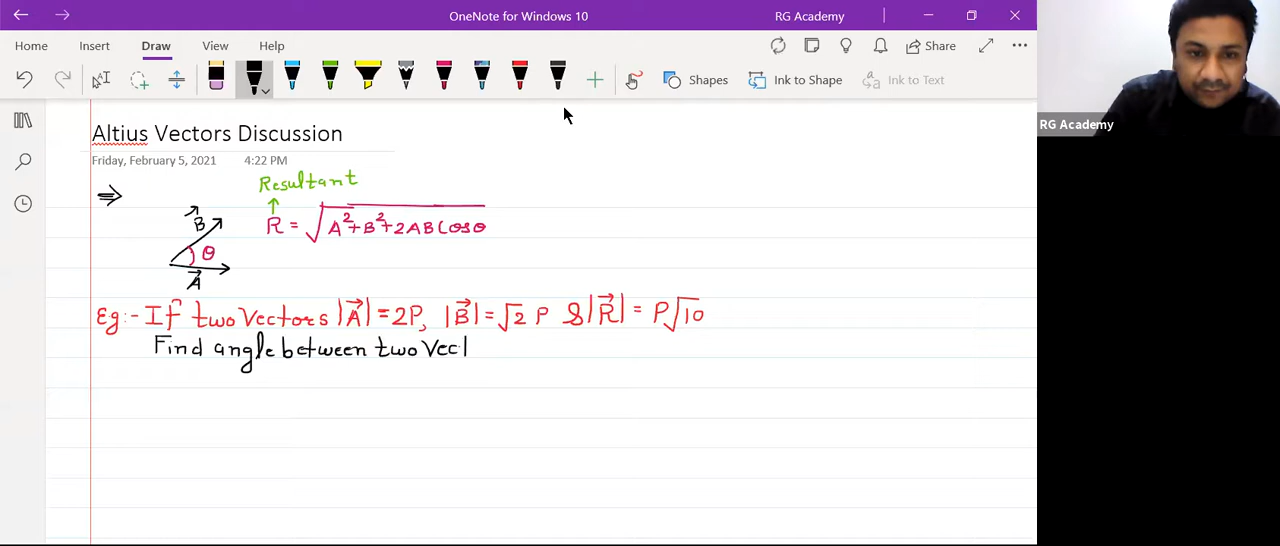 OneNote for Windows 10
RG Academy
Home Insert Draw View Help
Share
Shapes Ink to Shape Ink to Text
RG Academy
Altius Vectors Discussion
Friday, February 5, 2021 4:22 PM
⇒
Resultant
↑
B⃗
R = √A²+B²+2AB Cosθ
θ
A⃗
Eg:- If two Vectors |A⃗| = 2P, |B⃗| = √2 P & |R⃗| = P√10
Find angle between two Vect